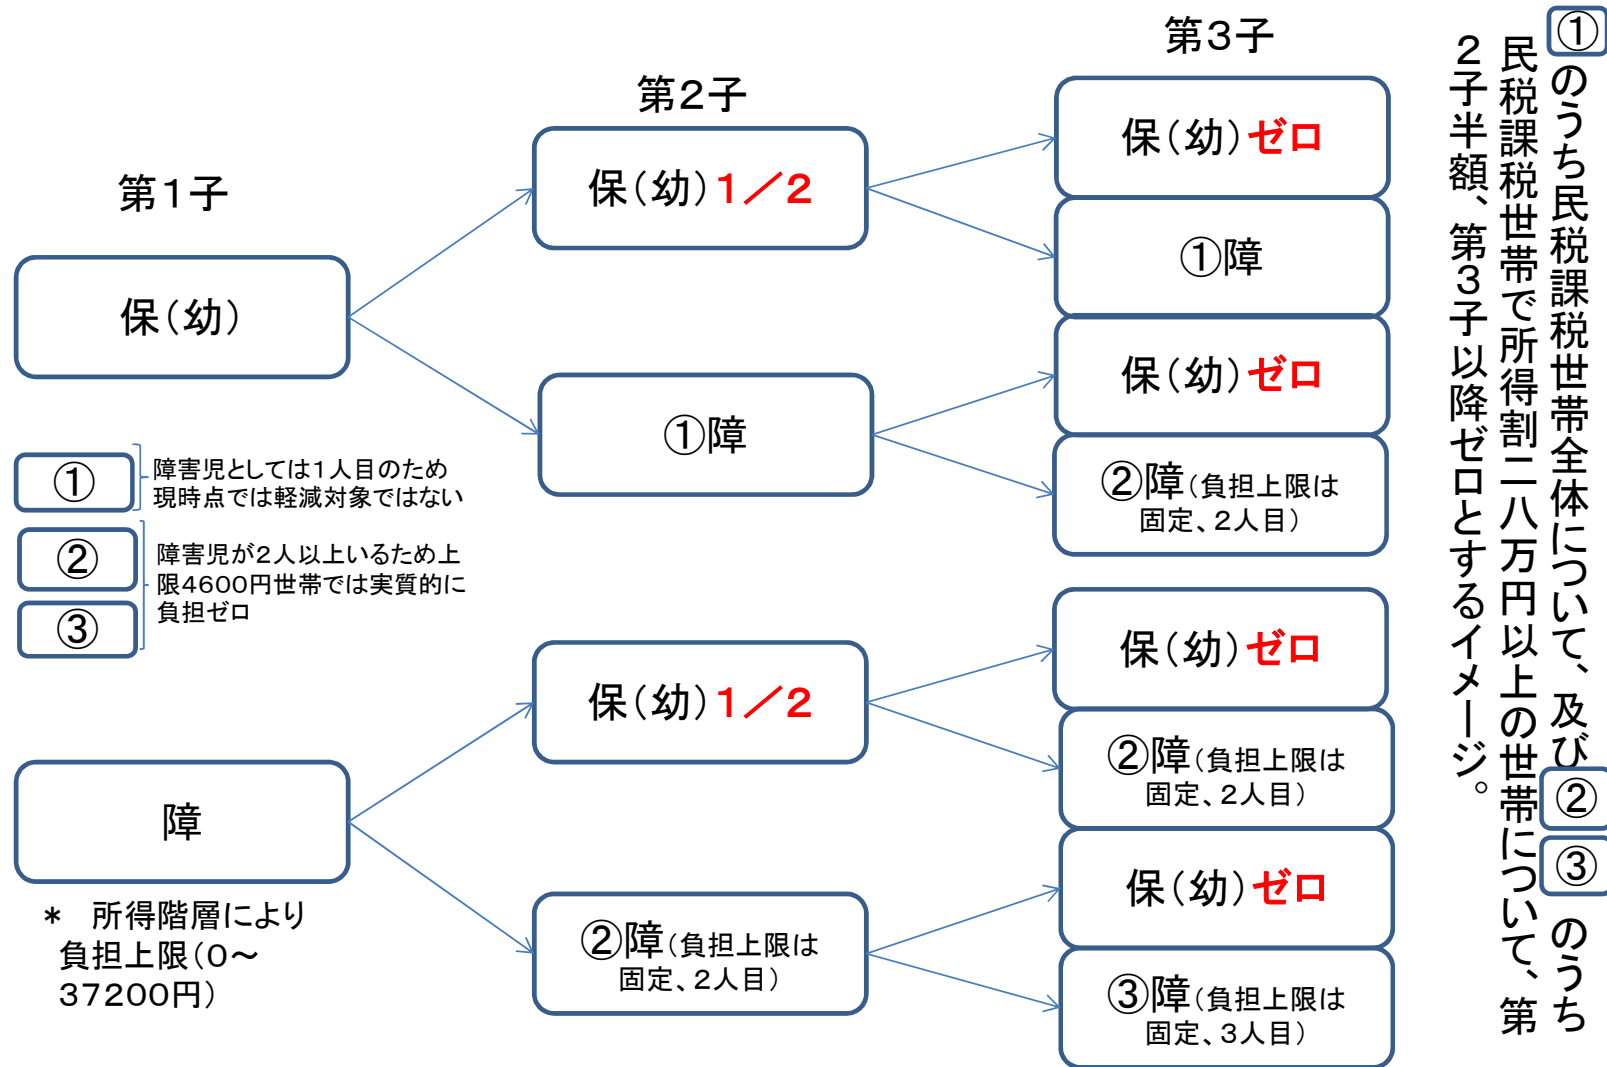 第1子
第2子
第3子
保(幼)
保(幼)1／2
①障
保(幼)ゼロ
①障
保(幼)ゼロ
②障(負担上限は
固定、2人目)
①
障害児としては1人目のため
現時点では軽減対象ではない
②
③
障害児が2人以上いるため上
限4600円世帯では実質的に
負担ゼロ
障
＊　所得階層により
負担上限(0～
37200円)
保(幼)1／2
②障(負担上限は
固定、2人目)
保(幼)ゼロ
②障(負担上限は
固定、2人目)
保(幼)ゼロ
③障(負担上限は
固定、3人目)
①のうち民税課税世帯全体について、及び②③のうち
民税課税世帯で所得割二八万円以上の世帯について、第
2子半額、第3子以降ゼロとするイメージ。